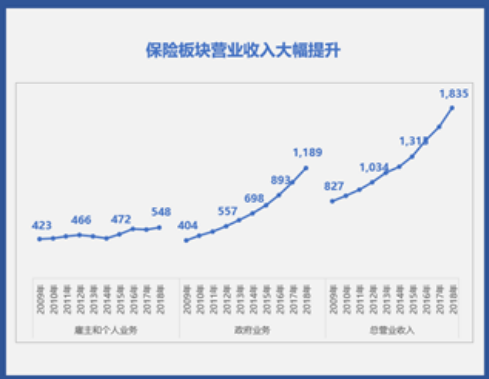 保险板块营业收入大幅提升
1,835
1,315
1,189
1,034
893
827
698
557
548
472
466
423
404
2009年 2010年 2011年 2012年 2013年 2014年 2015年 2016年 2017年 2018年
2009年 2010年 2011年 2012年 2013年 2014年 2015年 2016年 2017年 2018年
2009年 2010年 2011年 2012年 2013年 2014年 2015年 2016年 2017年 2018年
雇主和个人业务
政府业务
总营业收入